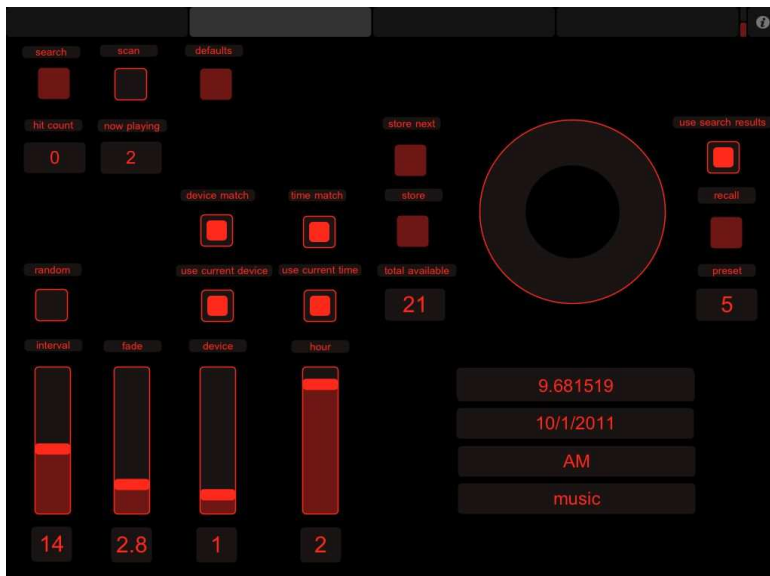 i
search scan defaults
hit count now playing
0 2
store next
use search results
device match time match store recall
random use current device use current time total available preset
21 5
interval fade device hour
9.681519
10/1/2011
AM
music
14 2.8 1 2